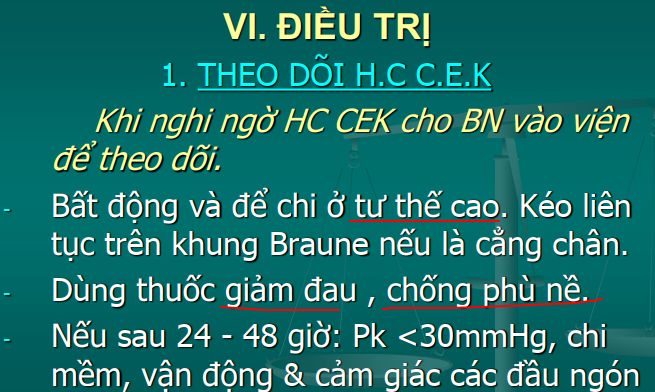 VI. ĐIỀU TRỊ
1. THEO DÕI H.C C.E.K
Khi nghi ngờ HC CEK cho BN vào viện
để theo dõi.
- Bất động và để chi ở tư thế cao. Kéo liên
tục trên khung Braune nếu là cẳng chân.
- Dùng thuốc giảm đau , chống phù nề.
- Nếu sau 24 - 48 giờ: Pk <30mmHg, chi
mềm, vận động & cảm giác các đầu ngón